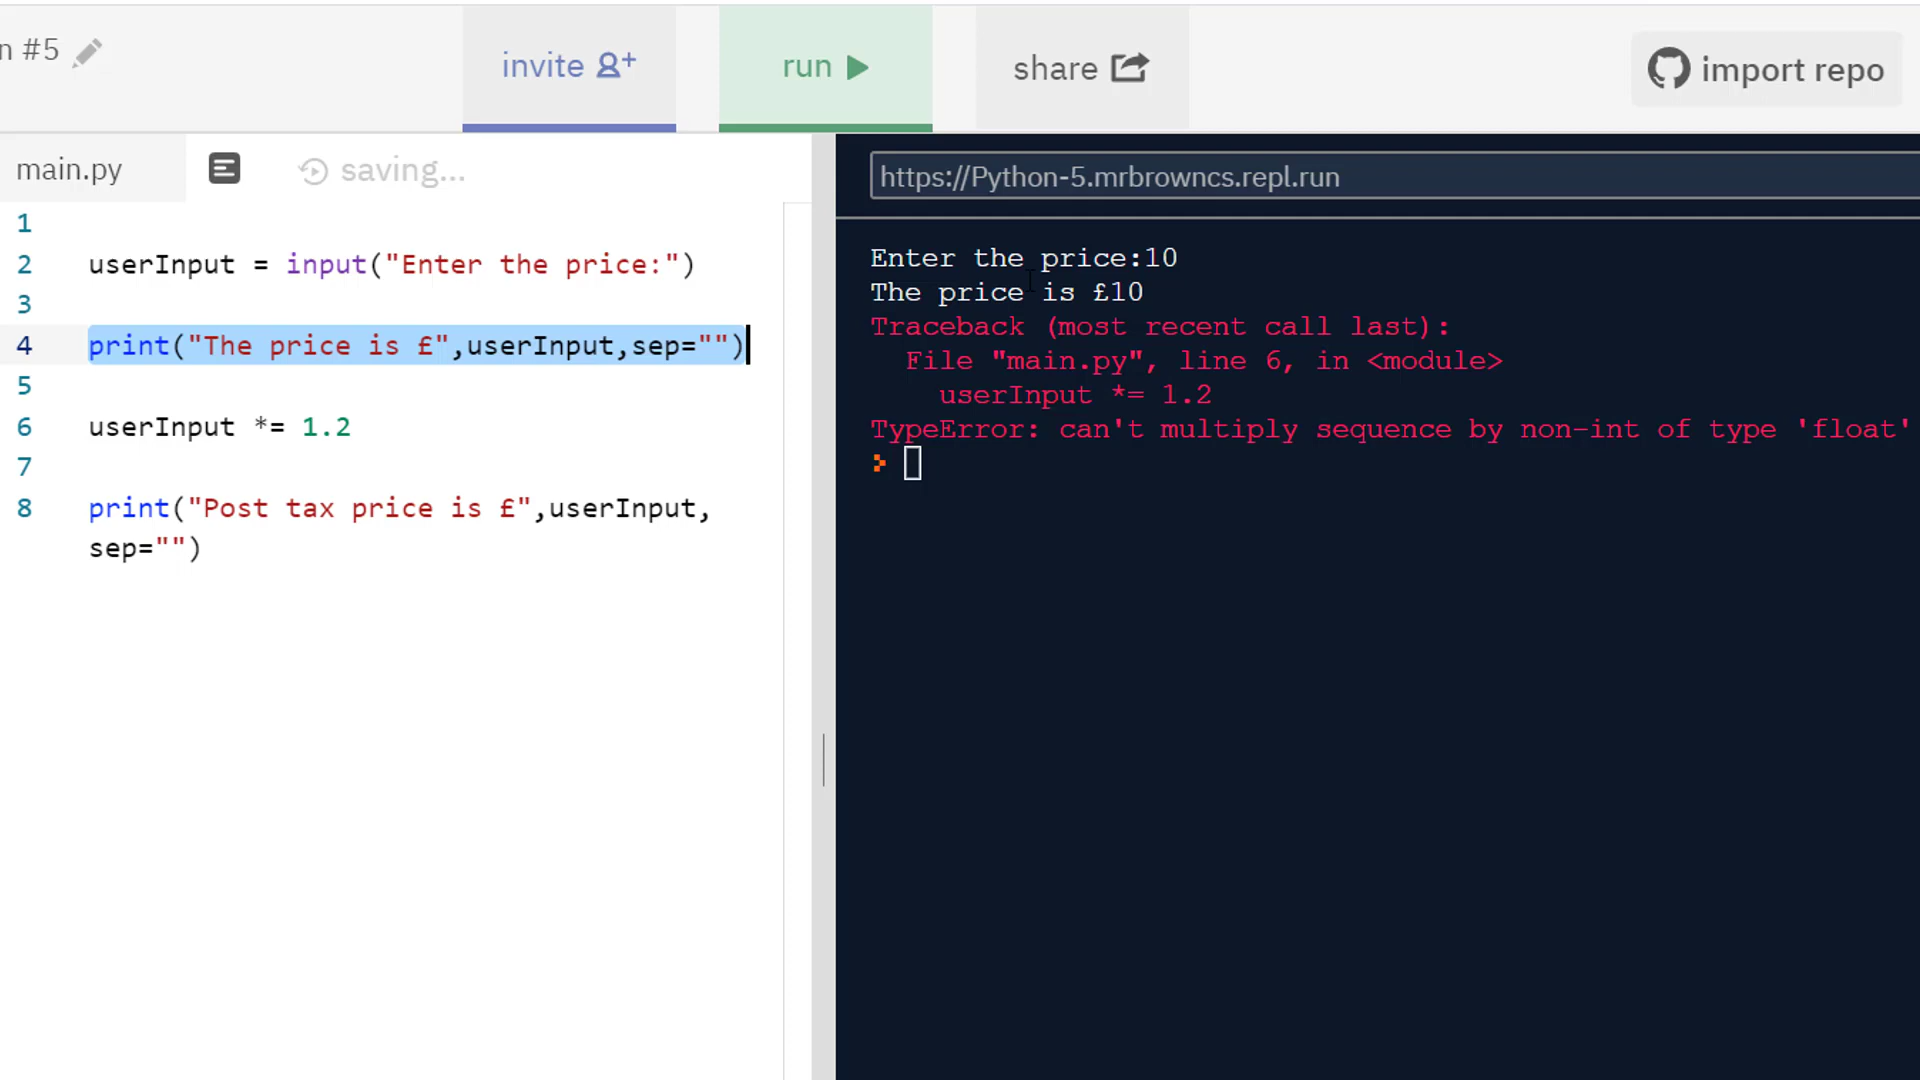 n #5
invite
run
share
import repo
main.py
saving...
https://Python-5.mrbrowncs.repl.run
1
2 userInput = input("Enter the price:")
3
4 print("The price is £",userInput,sep="")
5
6 userInput *= 1.2
7
8 print("Post tax price is £",userInput,
sep="")
Enter the price:10
The price is £10
Traceback (most recent call last):
File "main.py", line 6, in <module>
userInput *= 1.2
TypeError: can't multiply sequence by non-int of type 'float'